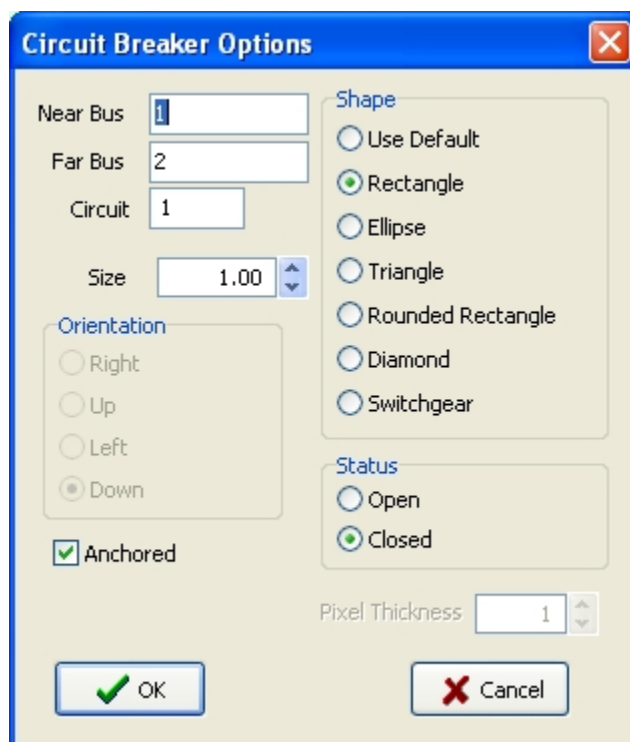 Circuit Breaker Options
Near Bus 1
Far Bus 2
Circuit 1
Size 1.00
Orientation
Right
Up
Left
Down
Anchored
Shape
Use Default
Rectangle
Ellipse
Triangle
Rounded Rectangle
Diamond
Switchgear
Status
Open
Closed
Pixel Thickness 1
OK
Cancel